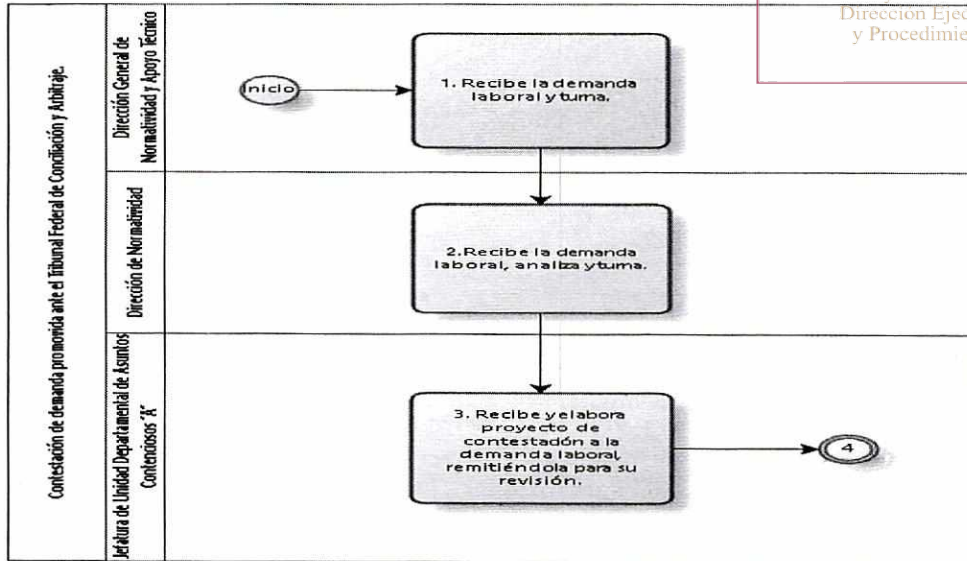 Dirección Ejec
y Procedimie
Contestación de demanda promovida ante el Tribunal Federal de Conciliación y Arbitraje.
Dirección General de
Normatividad y Apoyo Técnico
Inicio
1. Recibe la demanda
laboral y turna.
Dirección de Normatividad
2.Recibe la demanda
laboral, analiza y turna.
Jefatura de Unidad Departamental de Asuntos
Contenciosos "A"
3. Recibe y elabora
proyecto de
contestación a la
demanda laboral,
remitiéndola para su
revisión.
4